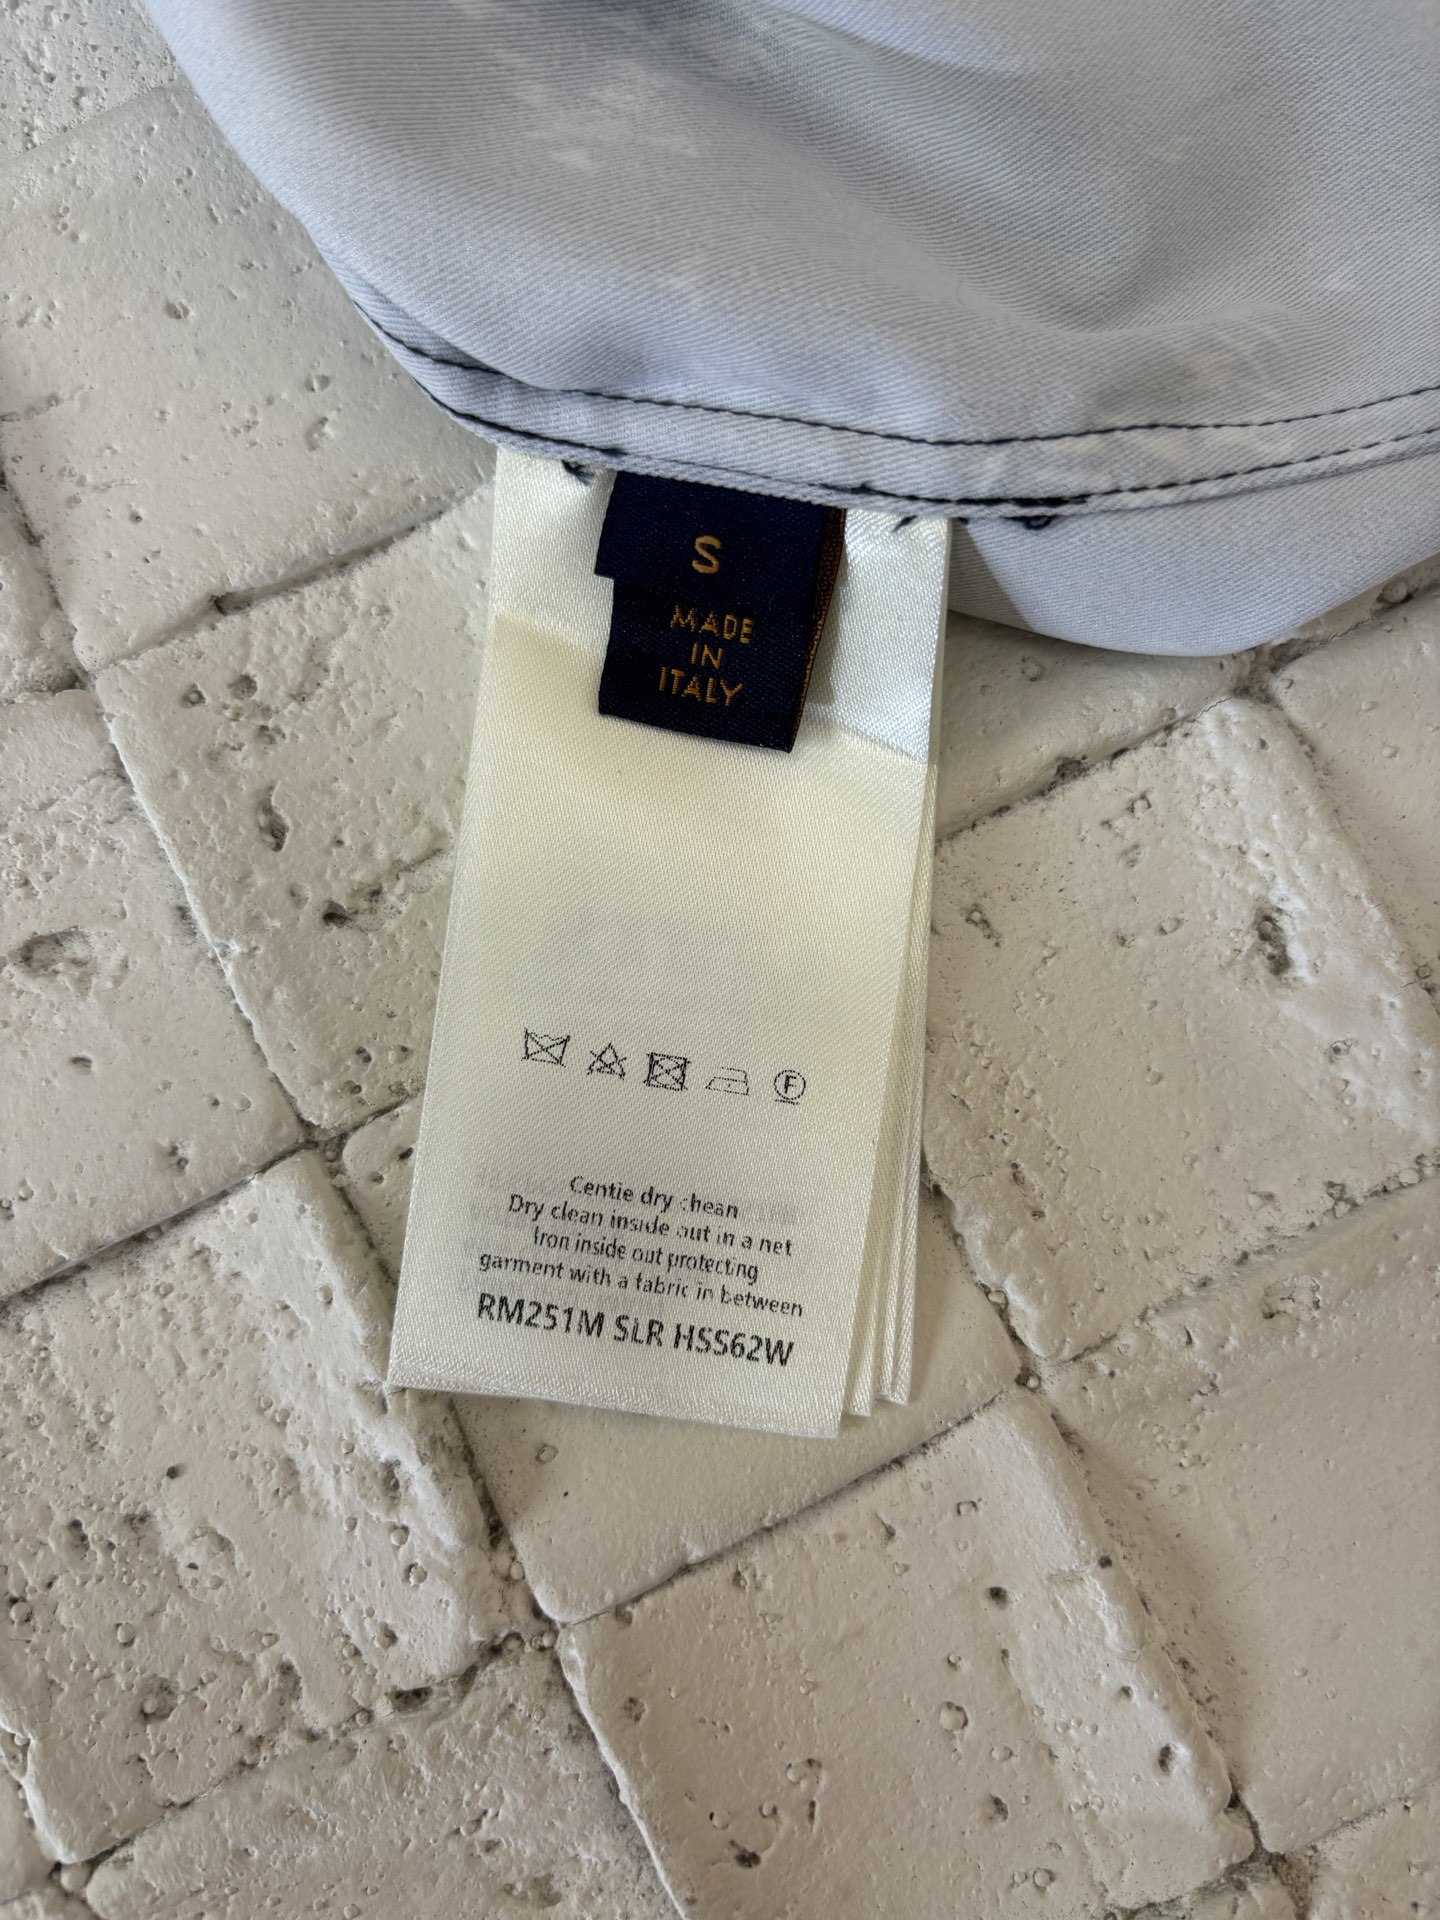 S
MADE
IN
ITALY
F
Centie dry chean
Dry clean inside out in a net
Iron inside out protecting
garment with a fabric in between
RM251M SLR HSS62W